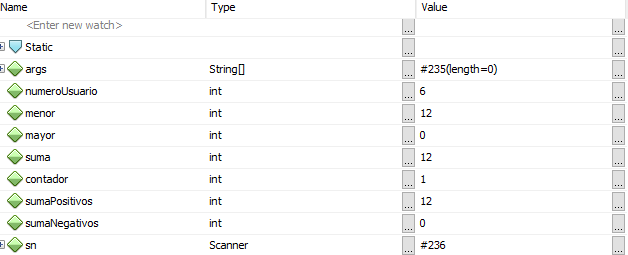 Name Type Value
<Enter new watch> ... ...
Static ... ...
args String[] ... #235(length=0) ...
numeroUsuario int ... 6 ...
menor int ... 12 ...
mayor int ... 0 ...
suma int ... 12 ...
contador int ... 1 ...
sumaPositivos int ... 12 ...
sumaNegativos int ... 0 ...
sn Scanner ... #236 ...